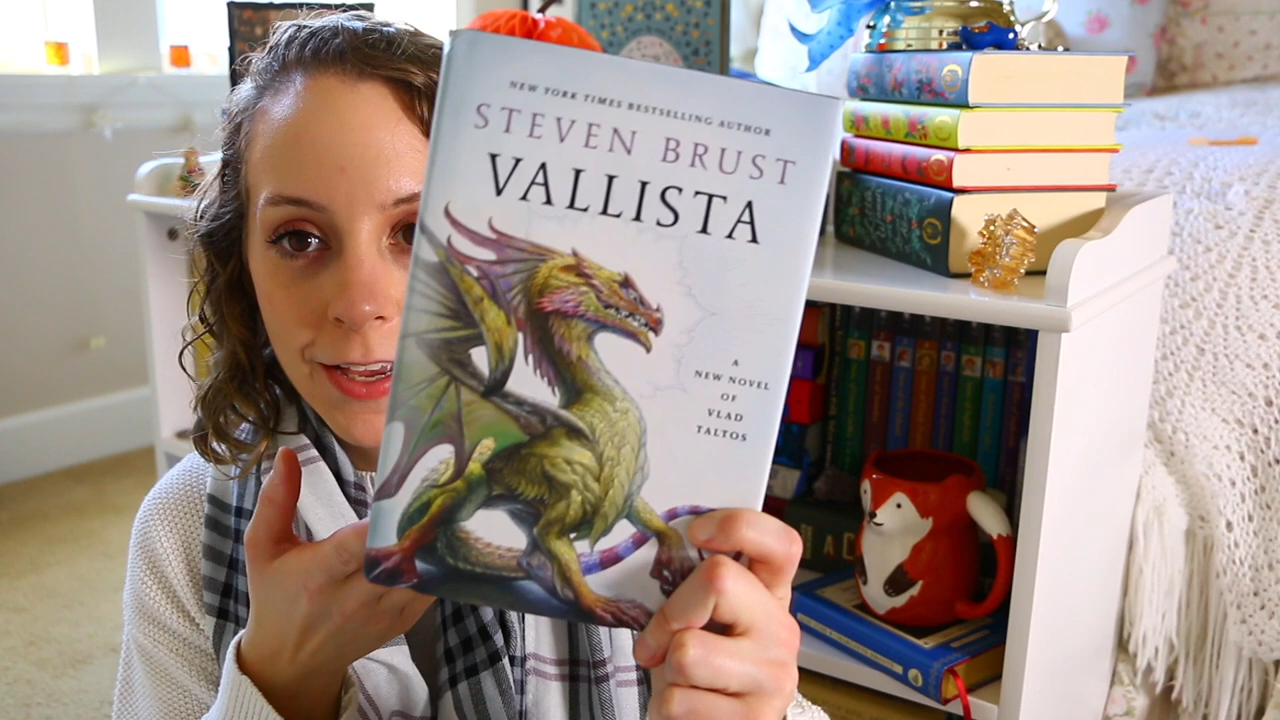 NEW YORK TIMES BESTSELLING AUTHOR
STEVEN BRUST
VALLISTA
A
NEW NOVEL
OF
VLAD
TALTOS